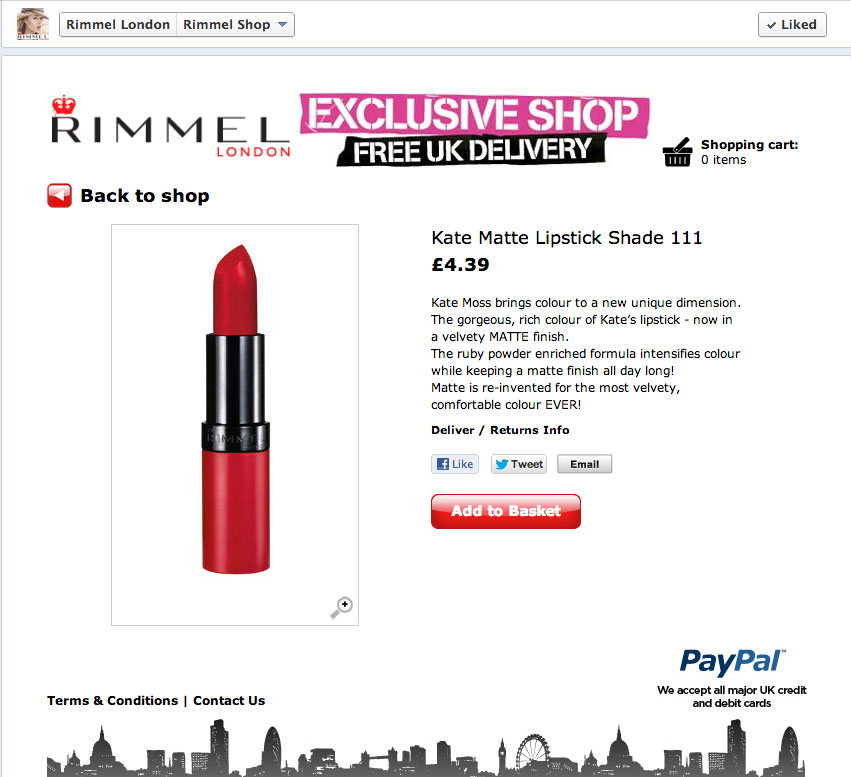 Rimmel London
Rimmel Shop
Liked
RIMMEL
LONDON
EXCLUSIVE SHOP
FREE UK DELIVERY
Shopping cart:
0 items
Back to shop
Kate Matte Lipstick Shade 111
£4.39
Kate Moss brings colour to a new unique dimension.
The gorgeous, rich colour of Kate’s lipstick - now in
a velvety MATTE finish.
The ruby powder enriched formula intensifies colour
while keeping a matte finish all day long!
Matte is re-invented for the most velvety,
comfortable colour EVER!
Deliver / Returns Info
Like
Tweet
Email
Add to Basket
RIMMEL
PayPal™
We accept all major UK credit
and debit cards
Terms & Conditions | Contact Us